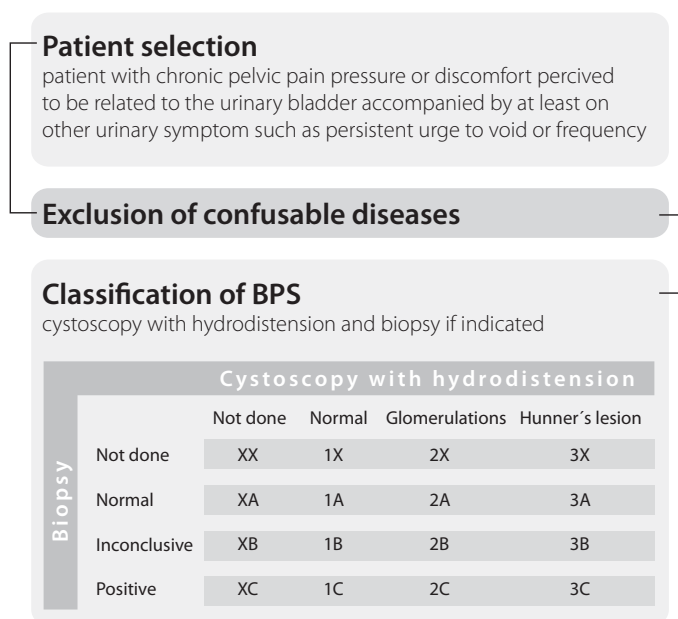 Patient selection
patient with chronic pelvic pain pressure or discomfort percived
to be related to the urinary bladder accompanied by at least on
other urinary symptom such as persistent urge to void or frequency
Exclusion of confusable diseases
Classification of BPS
cystoscopy with hydrodistension and biopsy if indicated
Cystoscopy with hydrodistension
Not done Normal Glomerulations Hunner´s lesion
Biopsy
Not done XX 1X 2X 3X
Normal XA 1A 2A 3A
Inconclusive XB 1B 2B 3B
Positive XC 1C 2C 3C